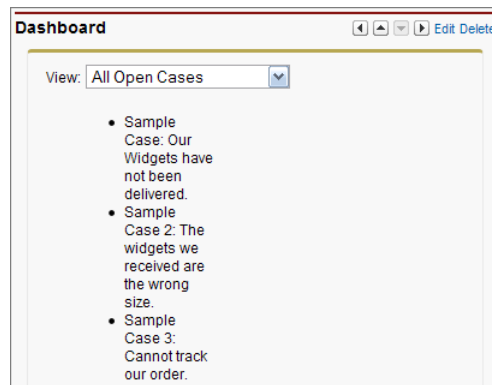 Dashboard Edit Delete
View: All Open Cases
• Sample
Case: Our
Widgets have
not been
delivered.
• Sample
Case 2: The
widgets we
received are
the wrong
size.
• Sample
Case 3:
Cannot track
our order.